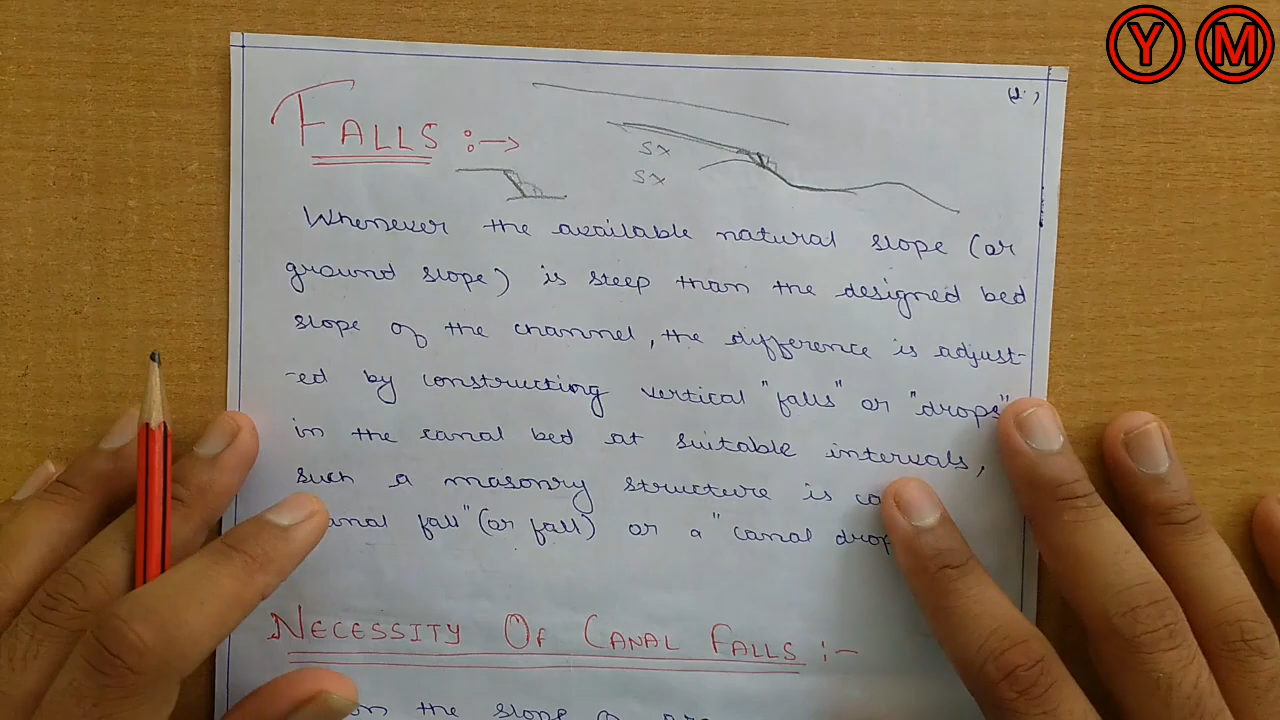 Y M
FALLS :->
(2.)
SX
SX
Whenever the available natural slope (or
ground slope) is steep than the designed bed
slope of the channel, the difference is adjust-
-ed by constructing vertical "falls" or "drops"
in the canal bed at suitable intervals,
such a masonry structure is
fall" (or fall) or a "canal
NECESSITY OF CANAL FALLS :-
the slope